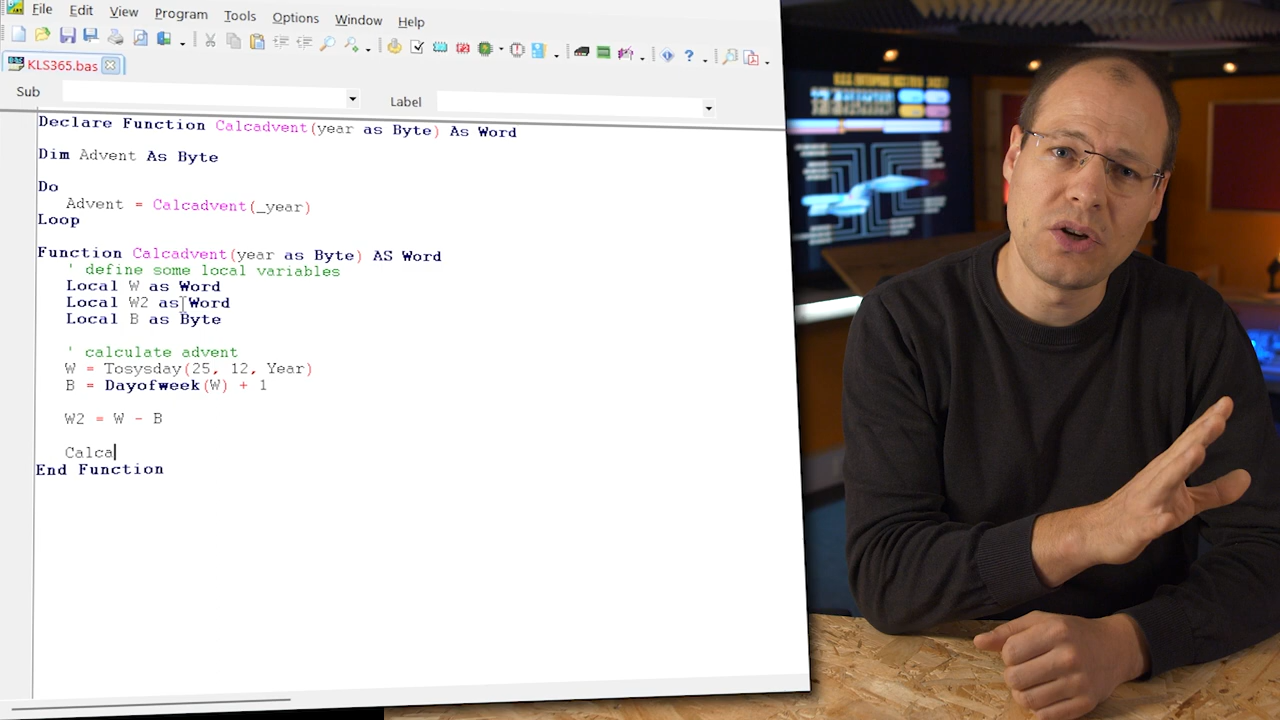 File Edit View Program Tools Options Window Help
KLS365.bas
Sub Label
Declare Function Calcadvent(year as Byte) As Word
Dim Advent As Byte
Do
Advent = Calcadvent(_year)
Loop
Function Calcadvent(year as Byte) AS Word
' define some local variables
Local W as Word
Local W2 as Word
Local B as Byte
' calculate advent
W = Tosysday(25, 12, Year)
B = Dayofweek(W) + 1
W2 = W - B
Calca
End Function